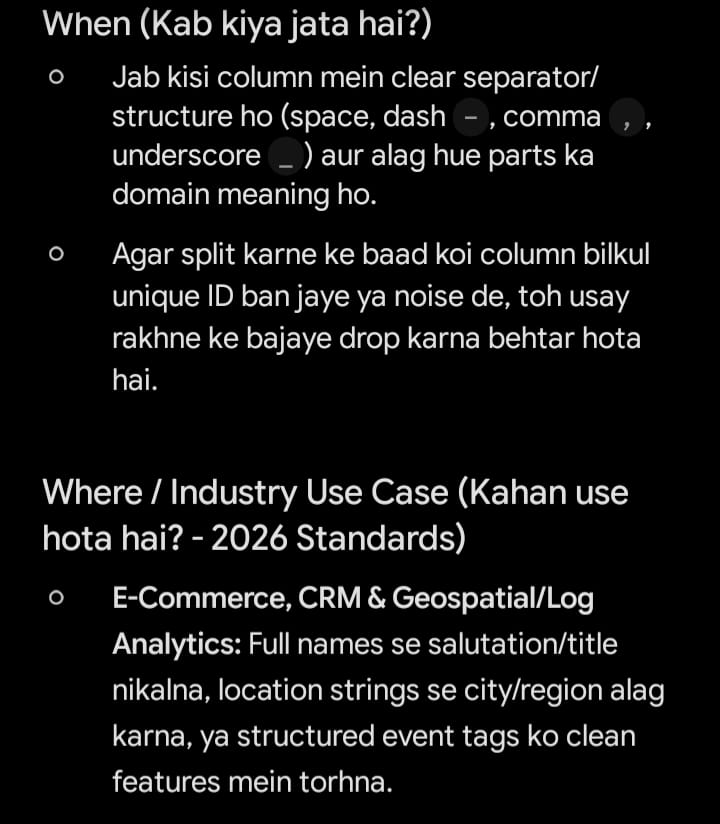 When (Kab kiya jata hai?)
Jab kisi column mein clear separator/
structure ho (space, dash - , comma , ,
underscore _ ) aur alag hue parts ka
domain meaning ho.
Agar split karne ke baad koi column bilkul
unique ID ban jaye ya noise de, toh usay
rakhne ke bajaye drop karna behtar hota
hai.
Where / Industry Use Case (Kahan use
hota hai? - 2026 Standards)
E-Commerce, CRM & Geospatial/Log
Analytics: Full names se salutation/title
nikalna, location strings se city/region alag
karna, ya structured event tags ko clean
features mein torhna.